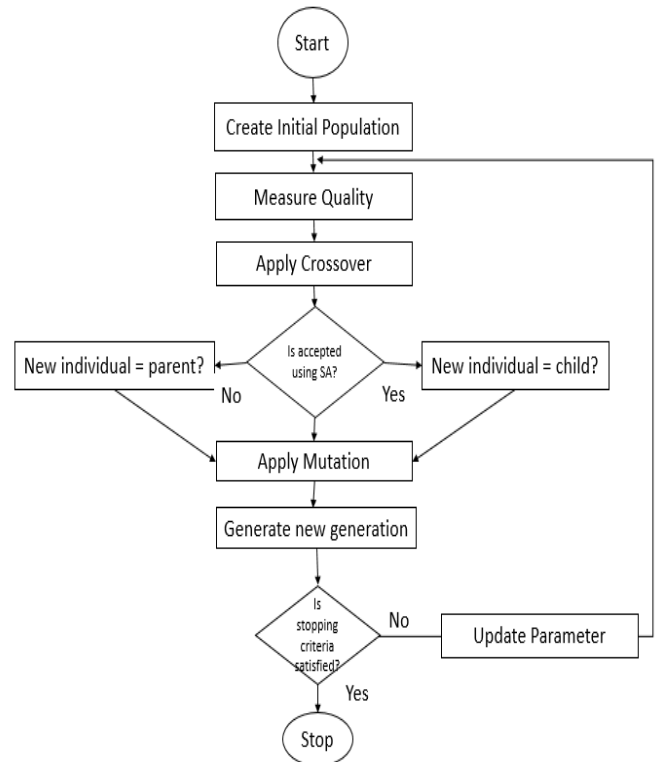 Start
Create Initial Population
Measure Quality
Apply Crossover
Is accepted
using SA?
New individual = parent?
New individual = child?
No
Yes
Apply Mutation
Generate new generation
Is
stopping
criteria
satisfied?
No
Update Parameter
Yes
Stop